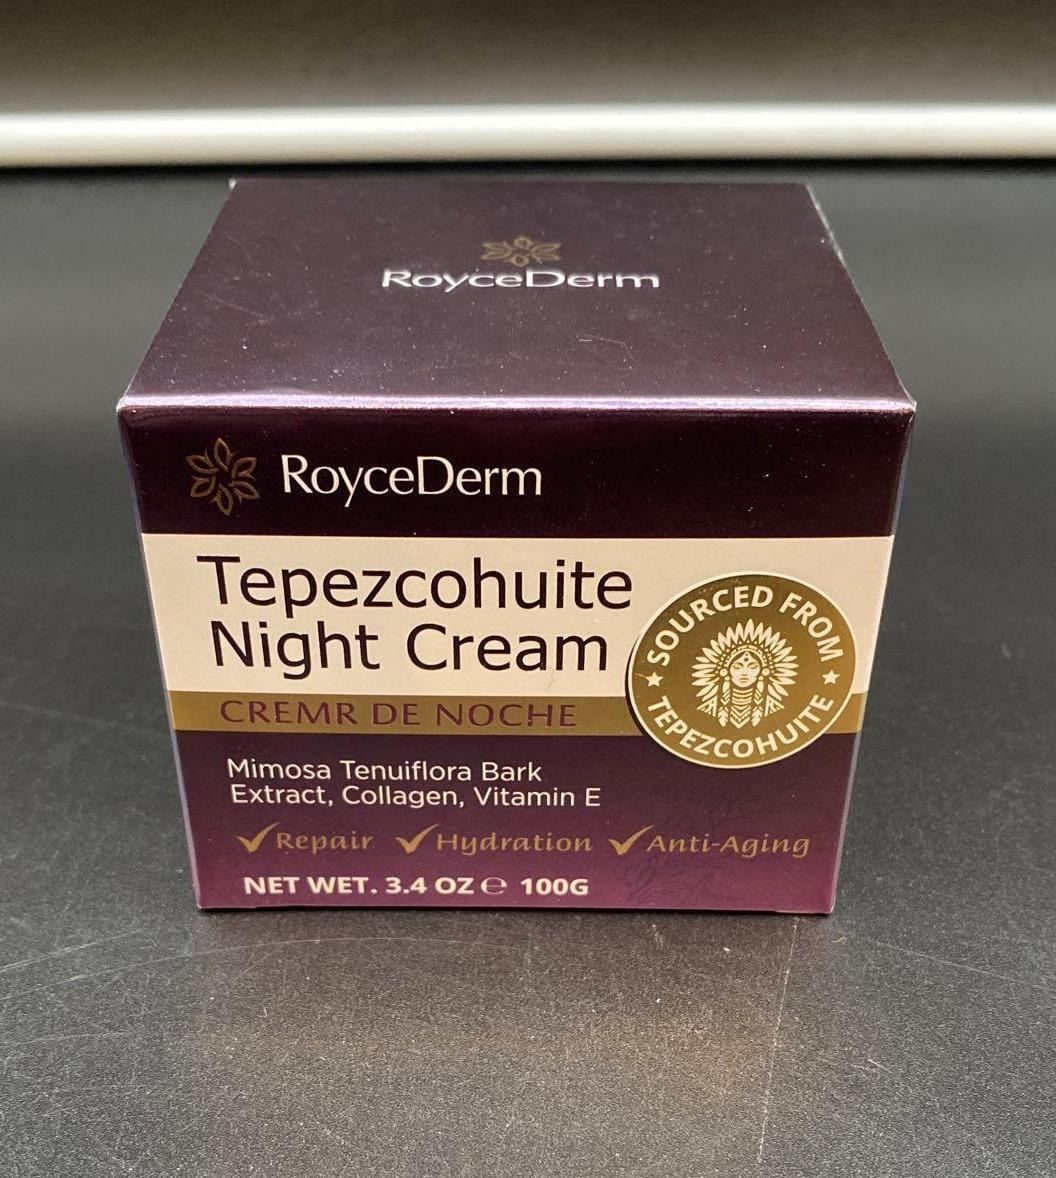 RoyceDerm
RoyceDerm
Tepezcohuite
Night Cream
CREMR DE NOCHE
SOURCED FROM
TEPEZCOHUITE
Mimosa Tenuiflora Bark
Extract, Collagen, Vitamin E
Repair Hydration Anti-Aging
NET WET. 3.4 OZ ℮ 100G